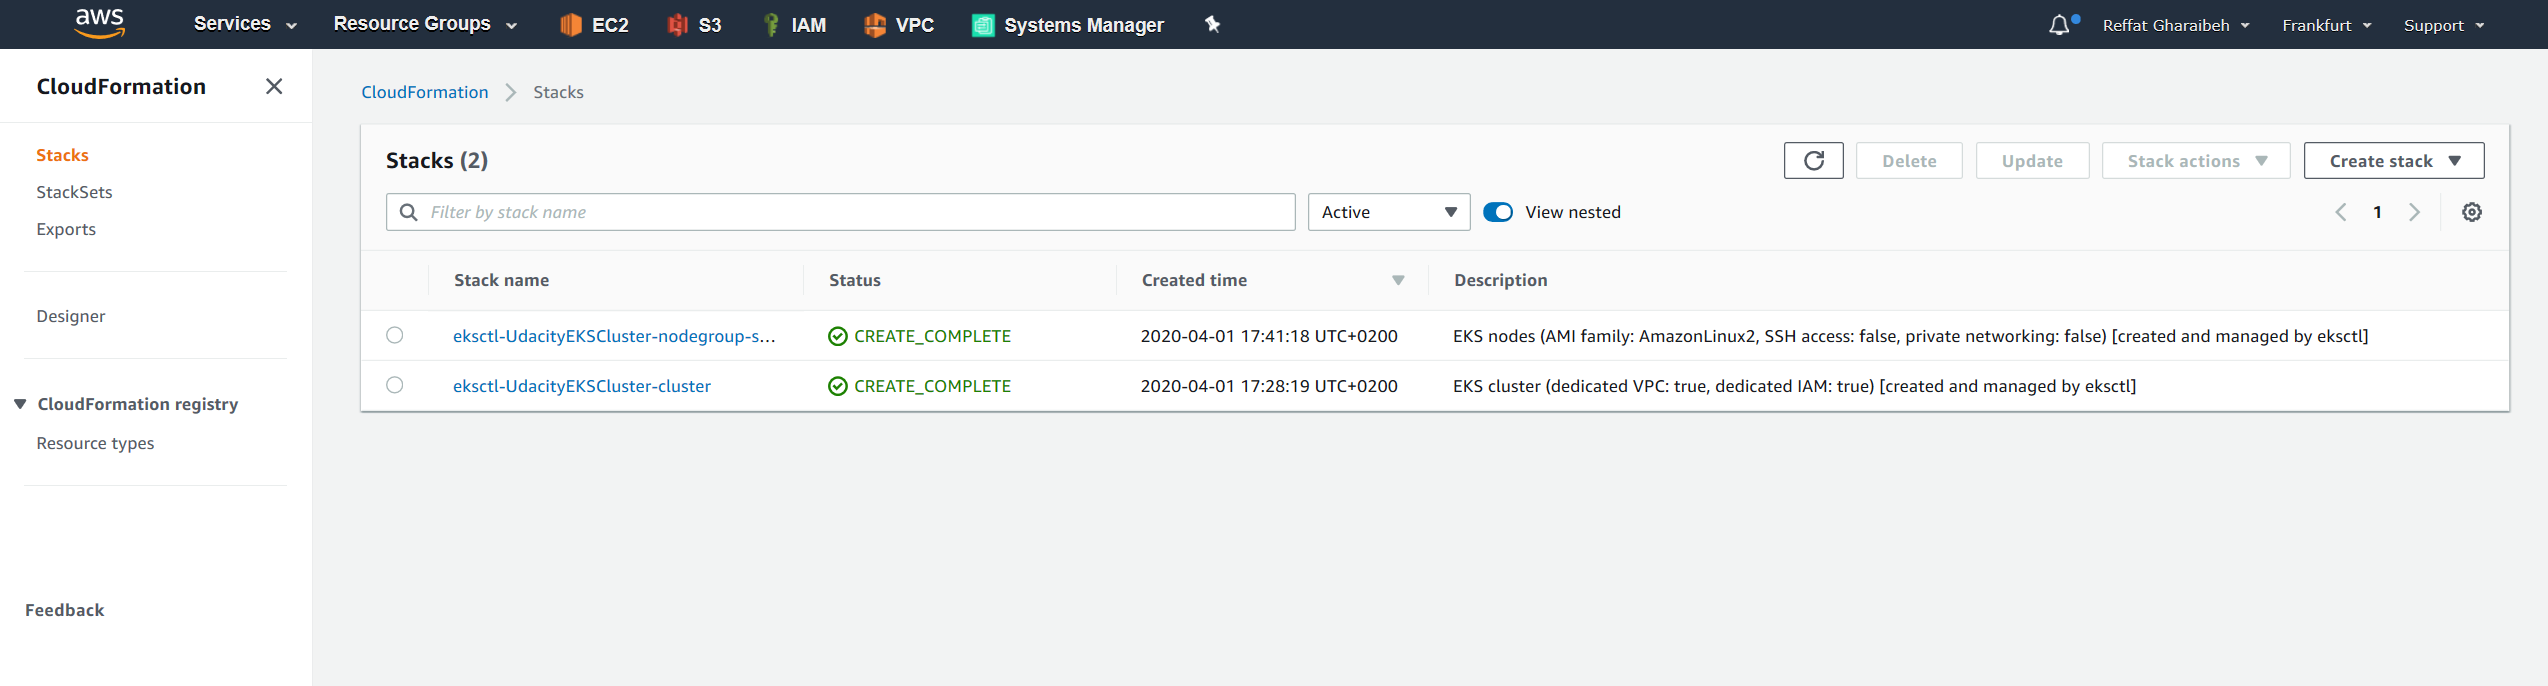 aws Services Resource Groups EC2 S3 IAM VPC Systems Manager Reffat Gharaibeh Frankfurt Support
CloudFormation
Stacks
StackSets
Exports
Designer
CloudFormation registry
Resource types
Feedback
CloudFormation Stacks
Stacks (2) Delete Update Stack actions Create stack
Filter by stack name Active View nested 1
Stack name Status Created time Description
eksctl-UdacityEKSCluster-nodegroup-s... CREATE_COMPLETE 2020-04-01 17:41:18 UTC+0200 EKS nodes (AMI family: AmazonLinux2, SSH access: false, private networking: false) [created and managed by eksctl]
eksctl-UdacityEKSCluster-cluster CREATE_COMPLETE 2020-04-01 17:28:19 UTC+0200 EKS cluster (dedicated VPC: true, dedicated IAM: true) [created and managed by eksctl]